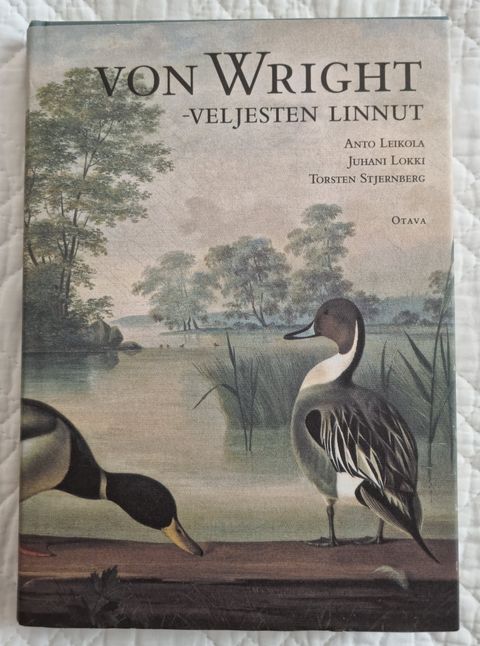 VON WRIGHT
-VELJESTEN LINNUT
ANTO LEIKOLA
JUHANI LOKKI
TORSTEN STJERNBERG
OTAVA